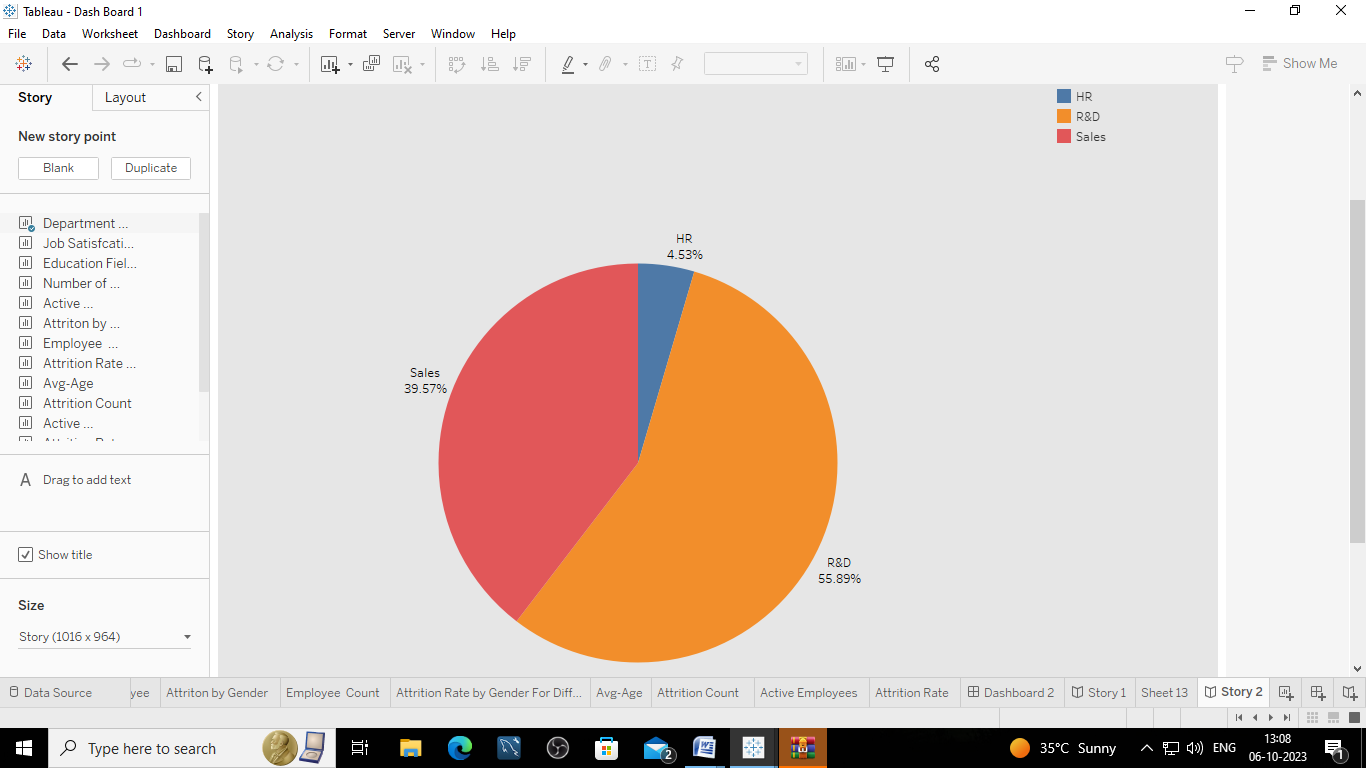 Tableau - Dash Board 1
File Data Worksheet Dashboard Story Analysis Format Server Window Help
Show Me
Story Layout
New story point
Blank Duplicate
Department ...
Job Satisfcati...
Education Fiel...
Number of ...
Active ...
Attriton by ...
Employee ...
Attrition Rate ...
Avg-Age
Attrition Count
Active ...
A Drag to add text
Show title
Size
Story (1016 x 964)
HR
R&D
Sales
HR
4.53%
Sales
39.57%
R&D
55.89%
Data Source yee Attriton by Gender Employee Count Attrition Rate by Gender For Diff... Avg-Age Attrition Count Active Employees Attrition Rate Dashboard 2 Story 1 Sheet 13 Story 2
Type here to search
2
W
35°C Sunny
ENG
13:08
06-10-2023
1